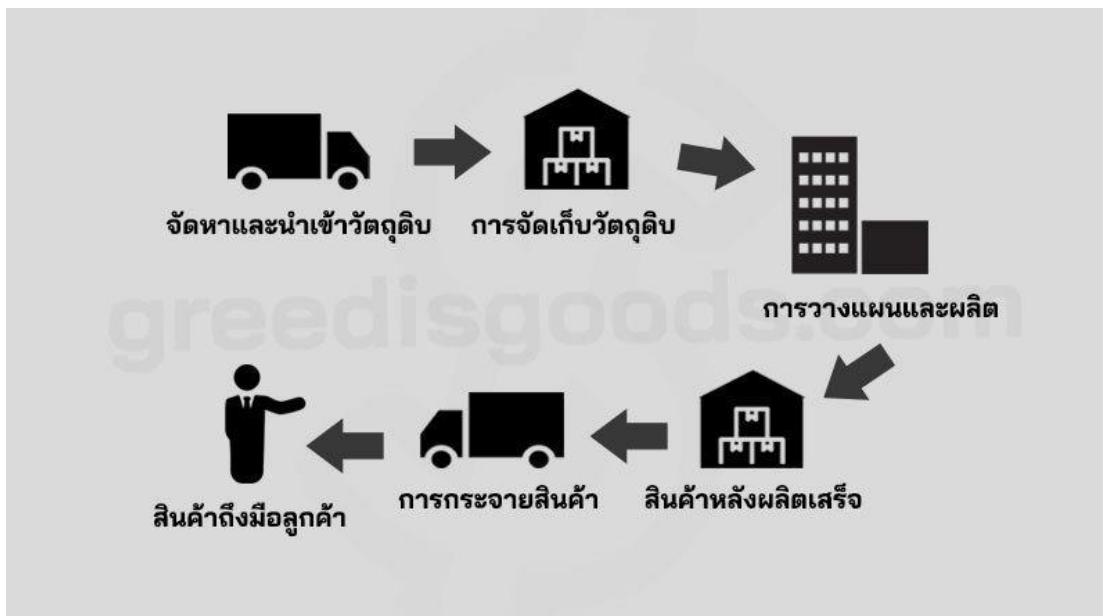 จัดหาและนำเข้าวัตถุดิบ
การจัดเก็บวัตถุดิบ
การวางแผนและผลิต
greedisgoods.com
สินค้าหลังผลิตเสร็จ
การกระจายสินค้า
สินค้าถึงมือลูกค้า